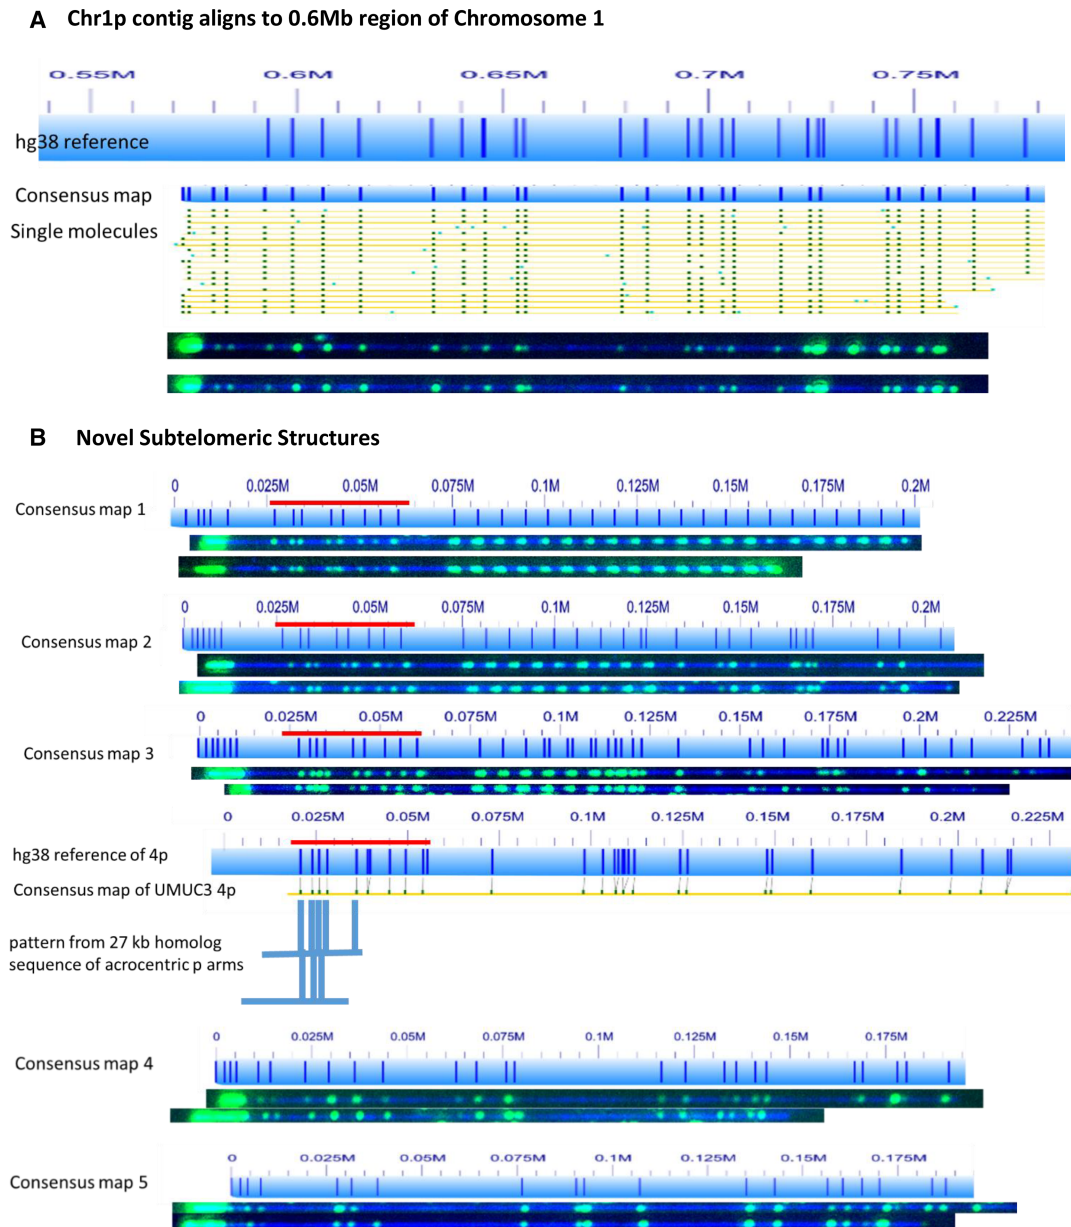 A Chr1p contig aligns to 0.6Mb region of Chromosome 1
0.55M 0.6M 0.65M 0.7M 0.75M
hg38 reference
Consensus map
Single molecules
B Novel Subtelomeric Structures
0 0.025M 0.05M 0.075M 0.1M 0.125M 0.15M 0.175M 0.2M
Consensus map 1
0 0.025M 0.05M 0.075M 0.1M 0.125M 0.15M 0.175M 0.2M
Consensus map 2
0 0.025M 0.05M 0.075M 0.1M 0.125M 0.15M 0.175M 0.2M 0.225M
Consensus map 3
0 0.025M 0.05M 0.075M 0.1M 0.125M 0.15M 0.175M 0.2M 0.225M
hg38 reference of 4p
Consensus map of UMUC3 4p
pattern from 27 kb homolog
sequence of acrocentric p arms
0 0.025M 0.05M 0.075M 0.1M 0.125M 0.15M 0.175M
Consensus map 4
0 0.025M 0.05M 0.075M 0.1M 0.125M 0.15M 0.175M
Consensus map 5